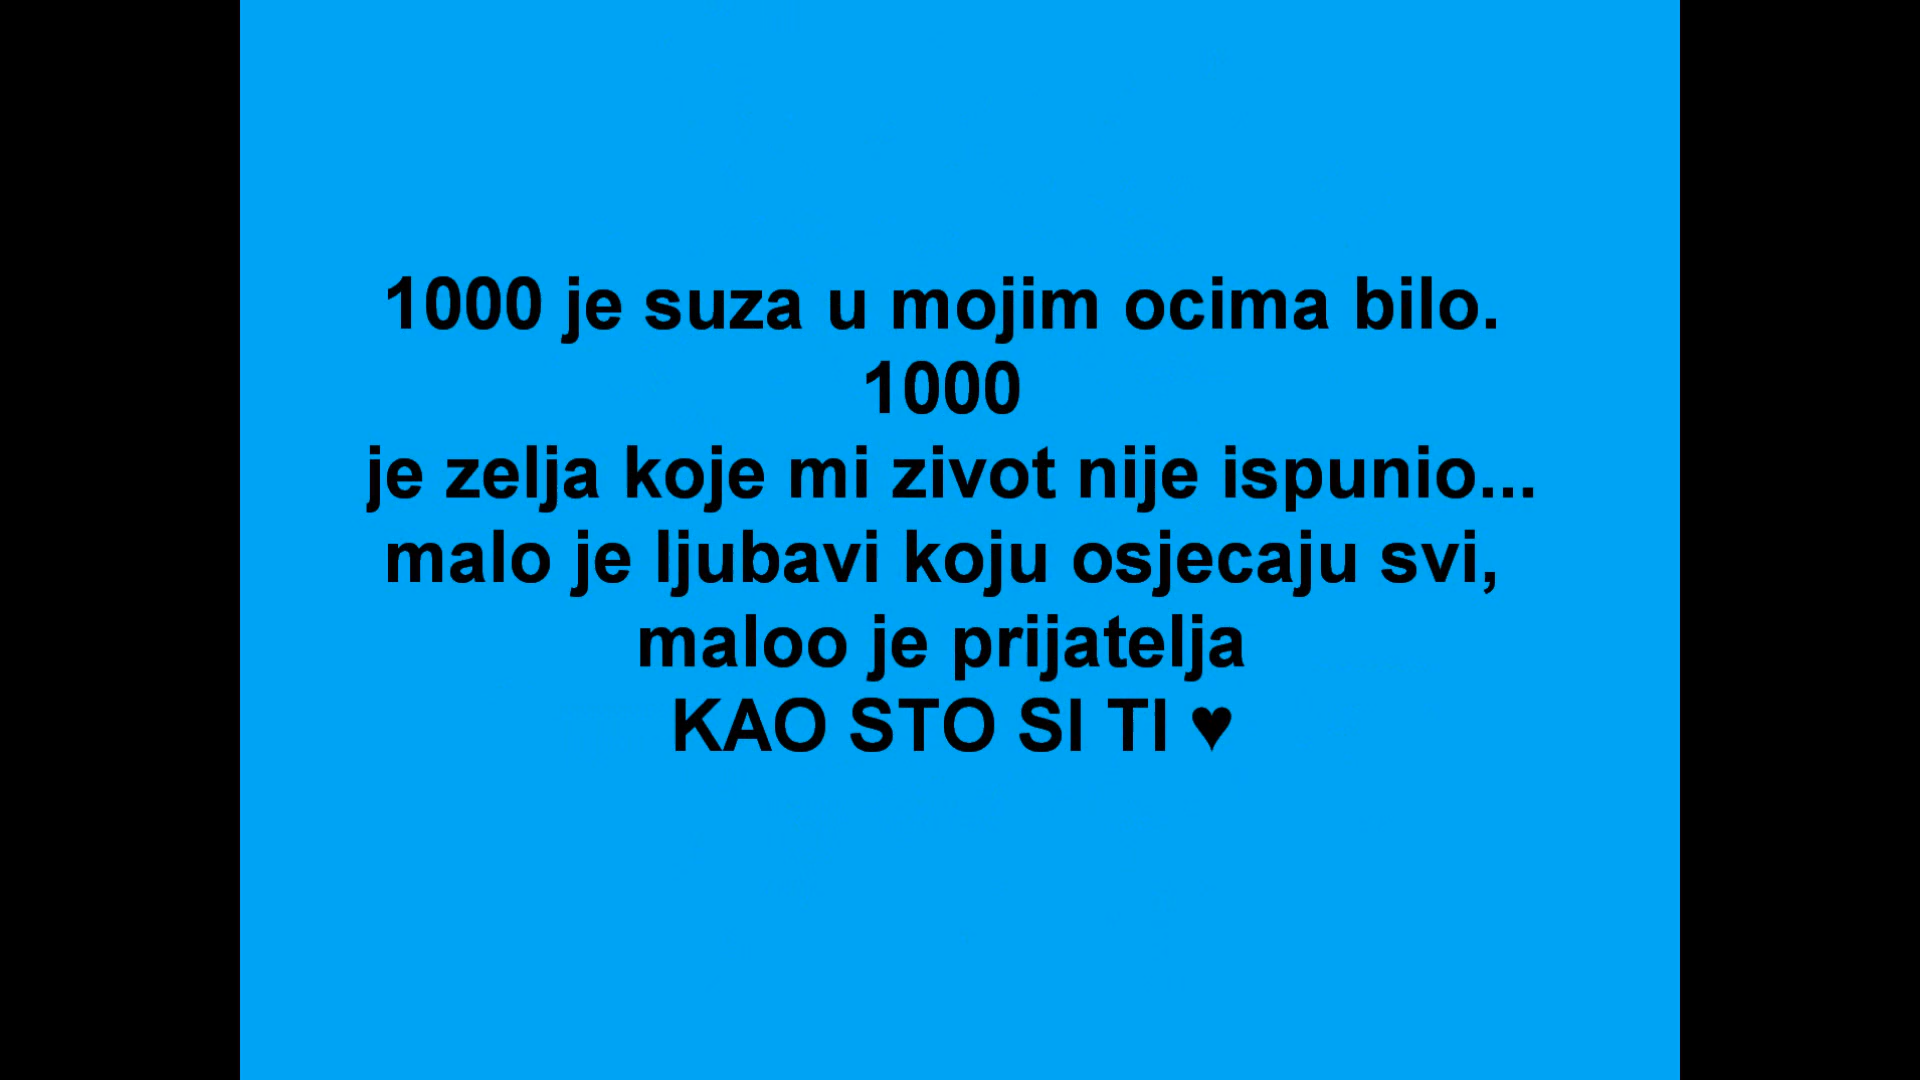 1000 je suza u mojim ocima bilo.
1000
je zelja koje mi zivot nije ispunio...
malo je ljubavi koju osjecaju svi,
maloo je prijatelja
KAO STO SI TI ♥